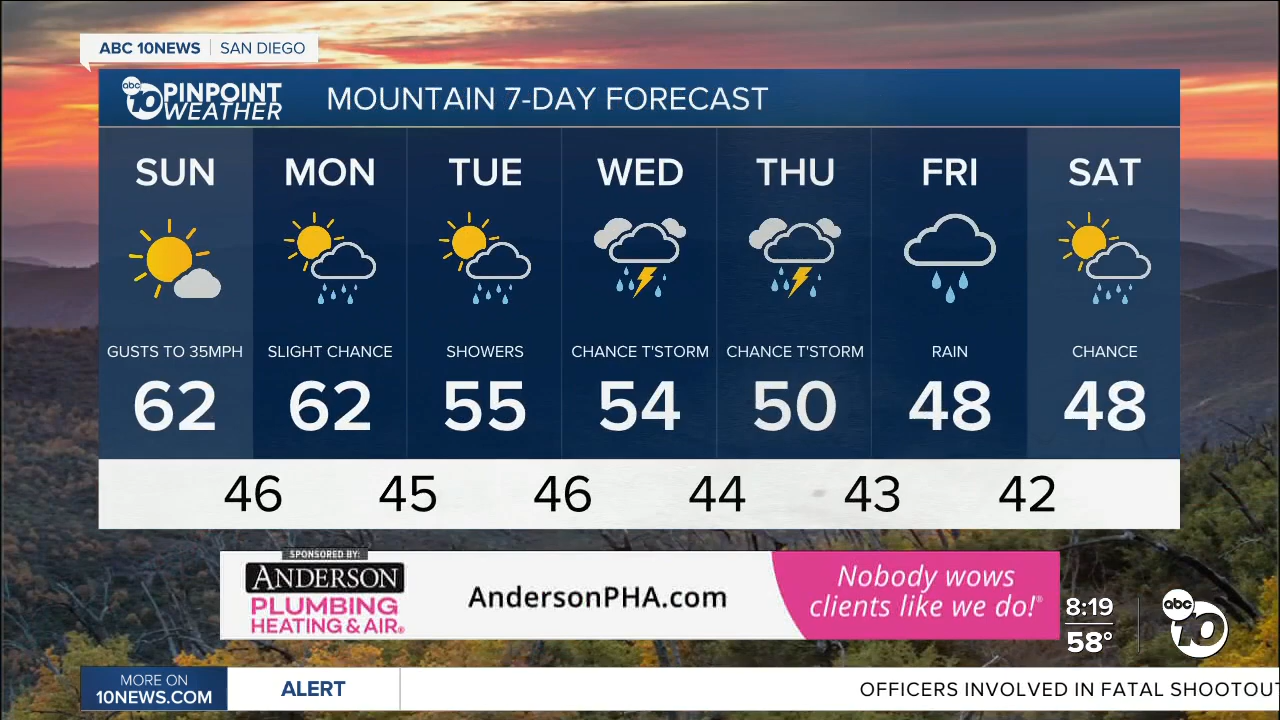 ABC 10NEWS | SAN DIEGO
abc 10 PINPOINT WEATHER
MOUNTAIN 7-DAY FORECAST
SUN MON TUE WED THU FRI SAT
GUSTS TO 35MPH SLIGHT CHANCE SHOWERS CHANCE T'STORM CHANCE T'STORM RAIN CHANCE
62 62 55 54 50 48 48
46 45 46 44 43 42
SPONSORED BY:
ANDERSON
PLUMBING
HEATING & AIR®
AndersonPHA.com
Nobody wows
clients like we do!®
8:19
58°
abc 10
MORE ON
10NEWS.COM
ALERT
OFFICERS INVOLVED IN FATAL SHOOTOUT